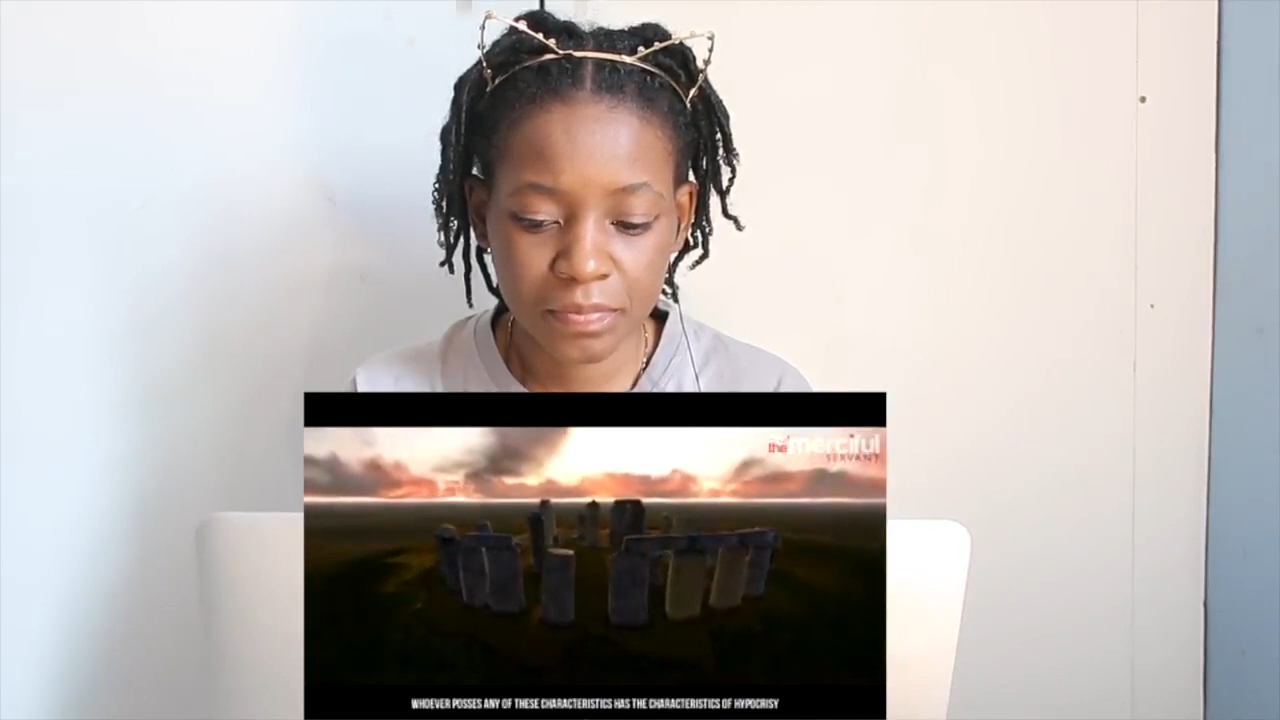 the merciful
SERVANT
WHOEVER POSSES ANY OF THESE CHARACTERISTICS HAS THE CHARACTERISTICS OF HYPOCRISY